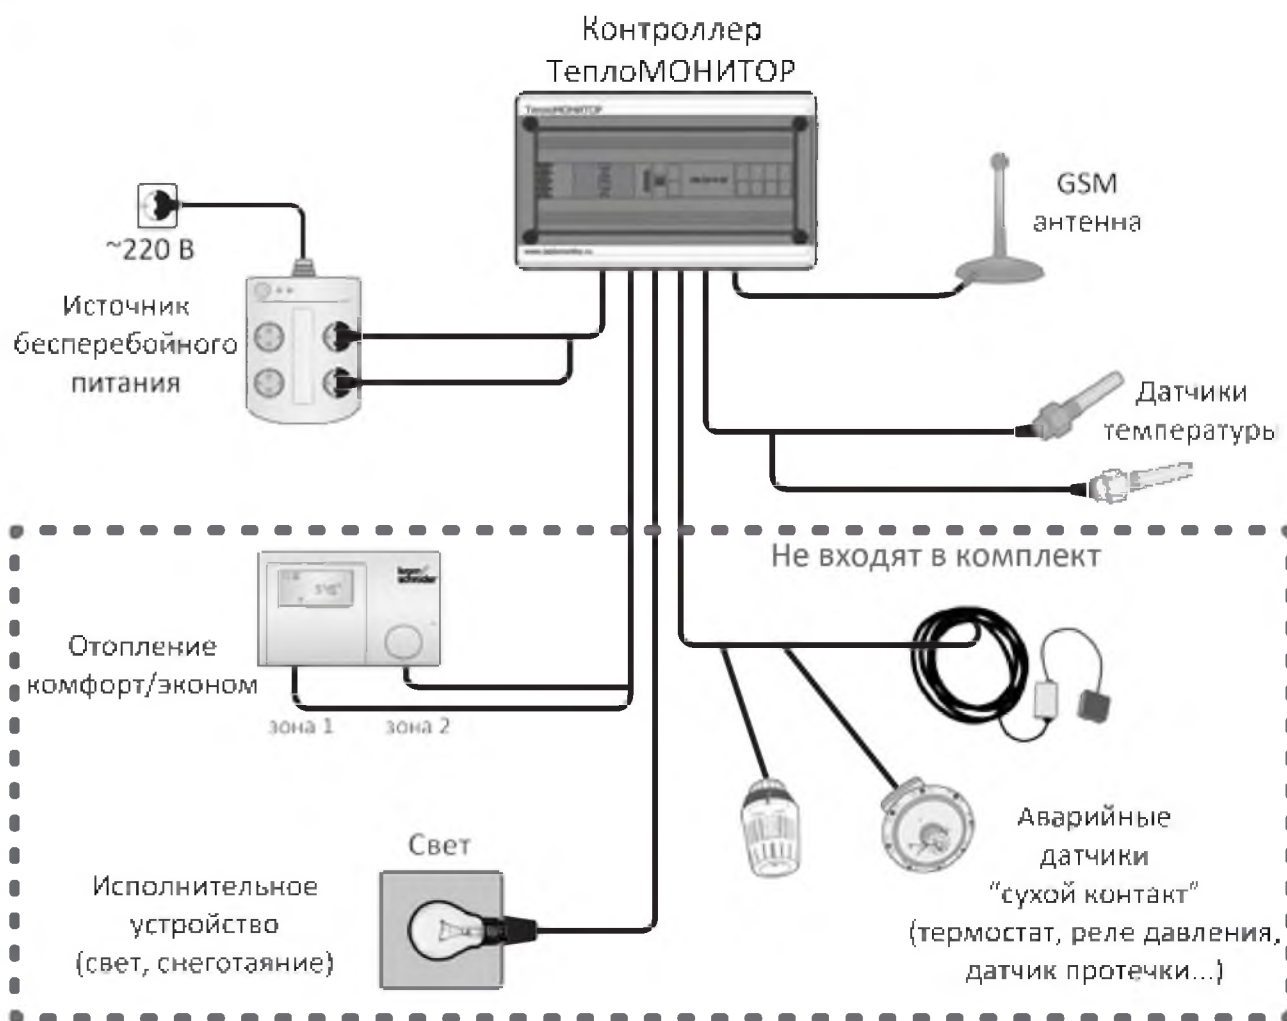 Контроллер
ТеплоМОНИТОР
ТеплоМОНИТОР
GSM
антенна
~220 В
Источник
бесперебойного
питания
Датчики
температуры
Не входят в комплект
Отопление
комфорт/эконом
зона 1
зона 2
Аварийные
датчики
"сухой контакт"
(термостат, реле давления,
датчик протечки...)
Свет
Исполнительное
устройство
(свет, снеготаяние)